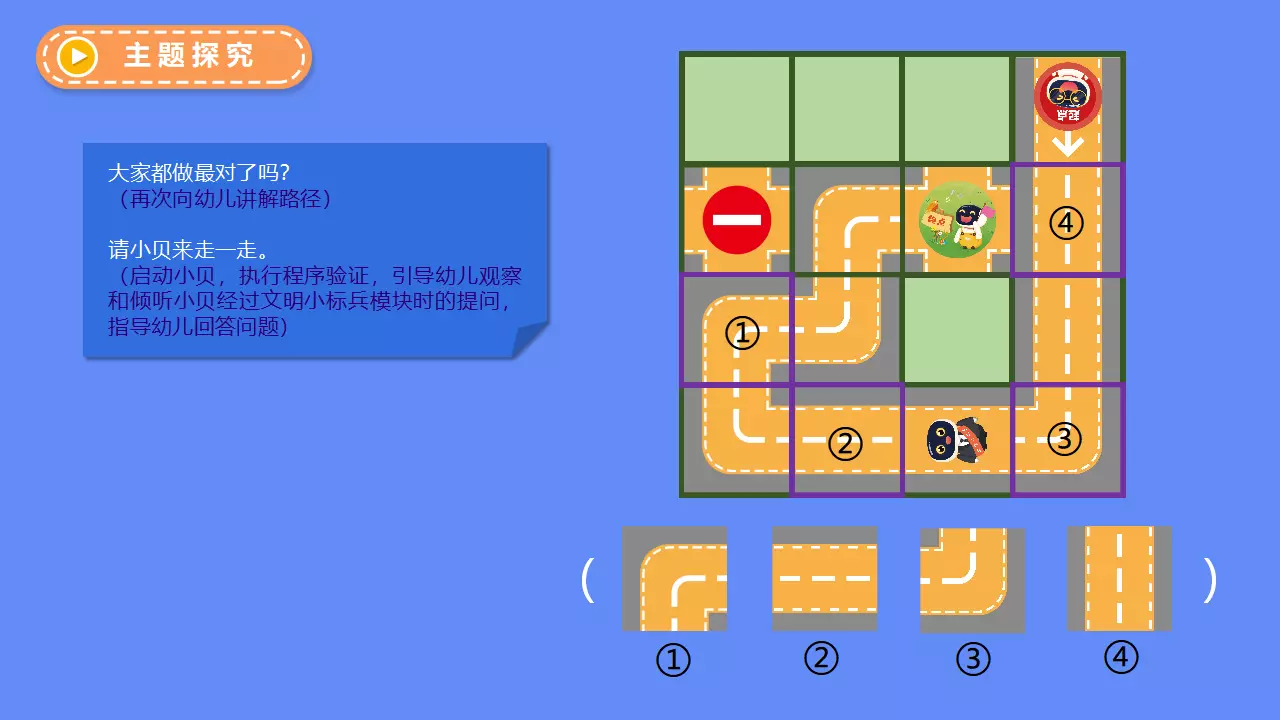 主题探究
大家都做最对了吗？
（再次向幼儿讲解路径）
请小贝来走一走。
（启动小贝，执行程序验证，引导幼儿观察
和倾听小贝经过文明小标兵模块时的提问，
指导幼儿回答问题）
起点
终点
④
①
②
③
（ ）
① ② ③ ④